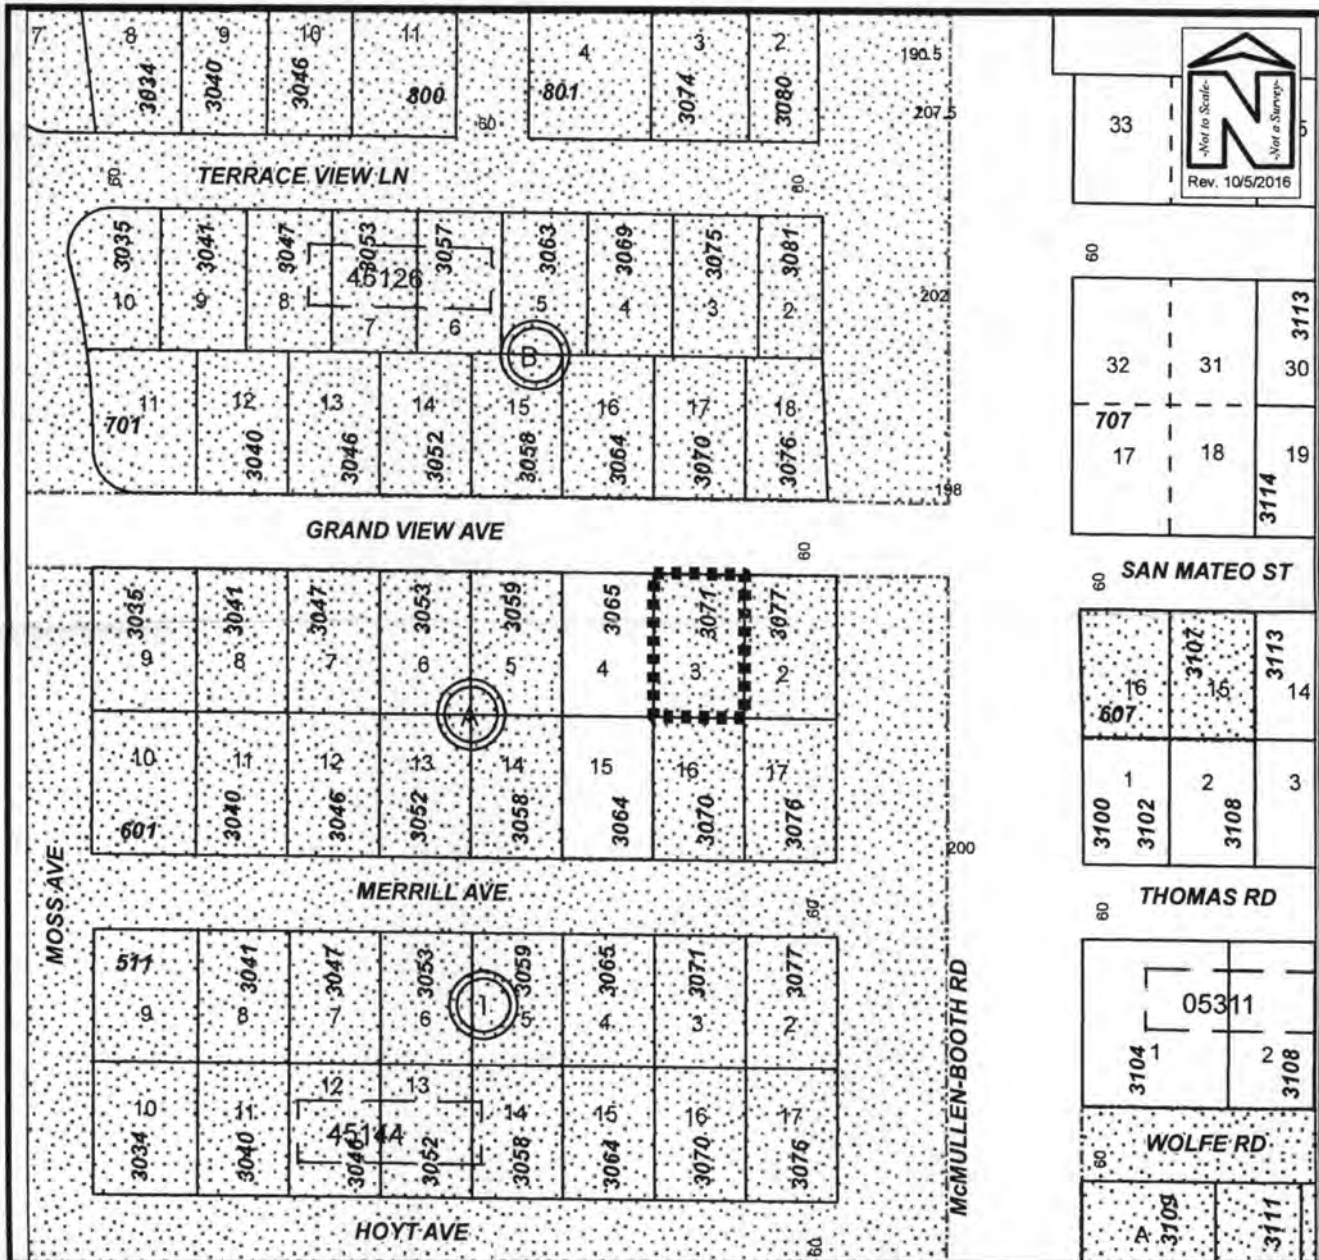 7 8 9 10 11 4 3 2
3034 3040 3046 800 801 3074 3080
190.5
207.5
60
33
-Not to Scale-
-Not a Survey-
Rev. 10/5/2016
TERRACE VIEW LN
60 60
60
3035 3041 3047 3053 3057 3063 3069 3075 3081
45126
10 9 8 7 6 5 4 3 2
202
B
11 12 13 14 15 16 17 18
701 3040 3046 3052 3058 3064 3070 3076
198
3113
32 31 30
707
17 18 19
3114
GRAND VIEW AVE
60
SAN MATEO ST
60
3035 3041 3047 3053 3059 3065 3071 3077
9 8 7 6 5 4 3 2
A
3107 3113
16 15 14
607
10 11 12 13 14 15 16 17
601 3040 3046 3052 3058 3064 3070 3076
1 2 3
3100 3102 3108
200
MOSS AVE
MERRILL AVE
60
THOMAS RD
60
511 3041 3047 3053 3059 3065 3071 3077
9 8 7 6 5 4 3 2
McMULLEN-BOOTH RD
05311
1 2
3104 3108
10 11 12 13 14 15 16 17
45144
3034 3040 3046 3052 3058 3064 3070 3076
WOLFE RD
60
A 3109 3111
HOYT AVE
60